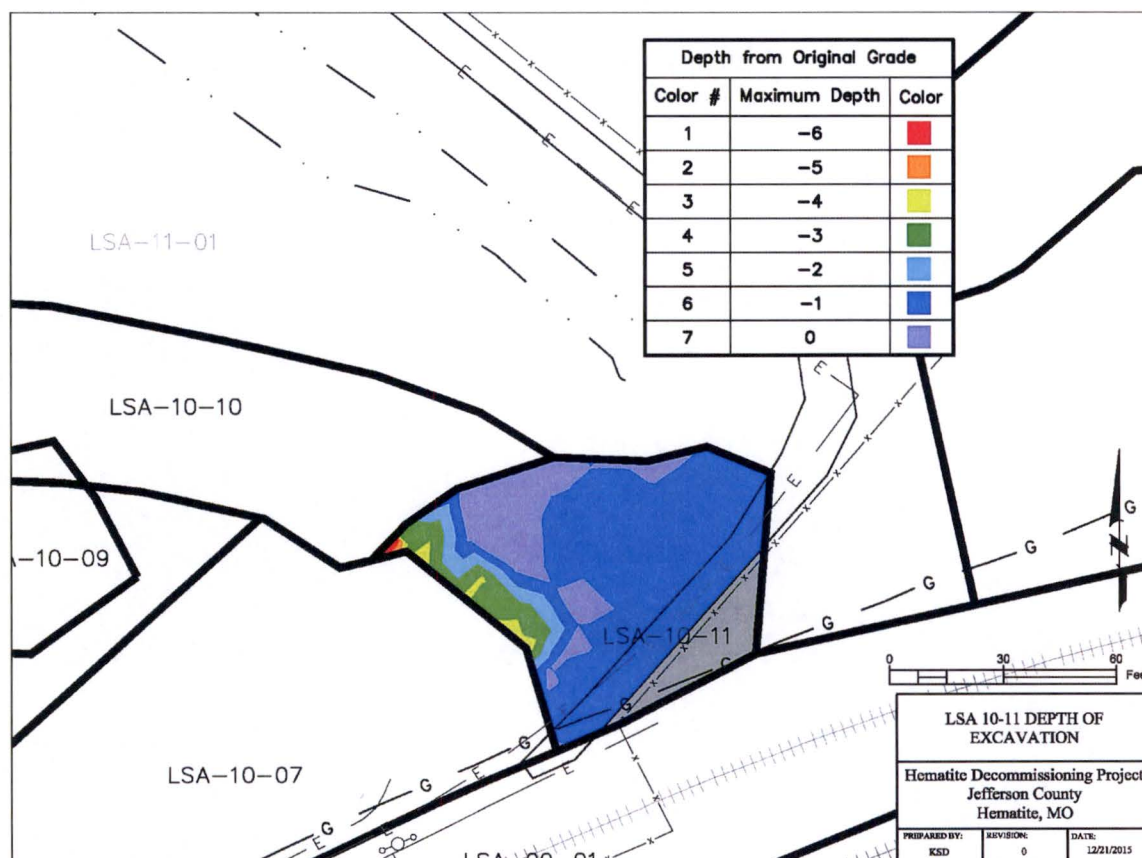 Depth from Original Grade
Color # Maximum Depth Color
1 -6
2 -5
3 -4
4 -3
5 -2
6 -1
7 0
LSA-11-01
LSA-10-10
A-10-09
LSA-10-11
LSA-10-07
E
E
E
E
E
E
E
E
E
E
G
G
G
G
G
G
G
G
N
0 30 60
Fee
LSA 10-11 DEPTH OF
EXCAVATION
Hematite Decommissioning Project
Jefferson County
Hematite, MO
PREPARED BY: REVISION: DATE:
KSD 0 12/21/2015